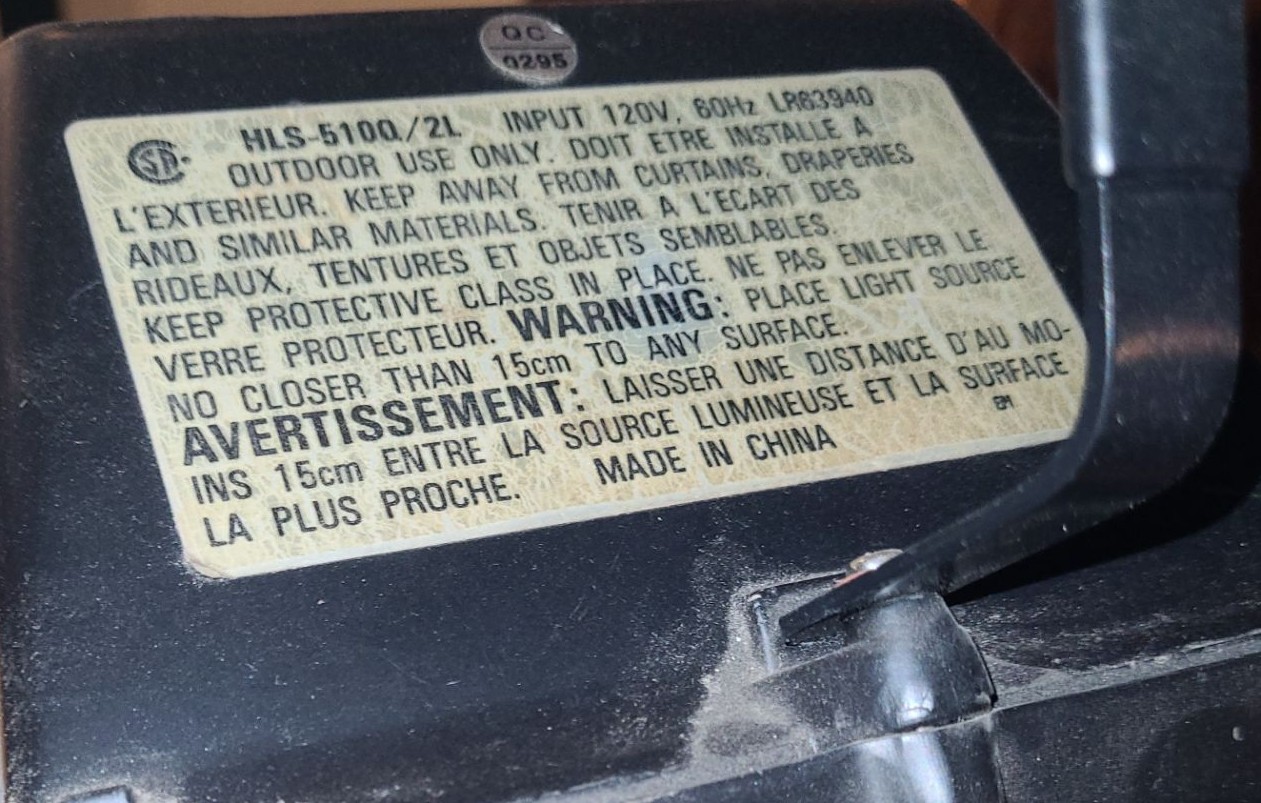 QC
0295
HLS-510Q/2L INPUT 120V, 60Hz LR63940
OUTDOOR USE ONLY. DOIT ETRE INSTALLE A
L'EXTERIEUR. KEEP AWAY FROM CURTAINS, DRAPERIES
AND SIMILAR MATERIALS. TENIR A L'ECART DES
RIDEAUX, TENTURES ET OBJETS SEMBLABLES.
KEEP PROTECTIVE CLASS IN PLACE. NE PAS ENLEVER LE
VERRE PROTECTEUR. WARNING: PLACE LIGHT SOURCE
NO CLOSER THAN 15cm TO ANY SURFACE.
AVERTISSEMENT: LAISSER UNE DISTANCE D'AU MO-
INS 15cm ENTRE LA SOURCE LUMINEUSE ET LA SURFACE
LA PLUS PROCHE. MADE IN CHINA